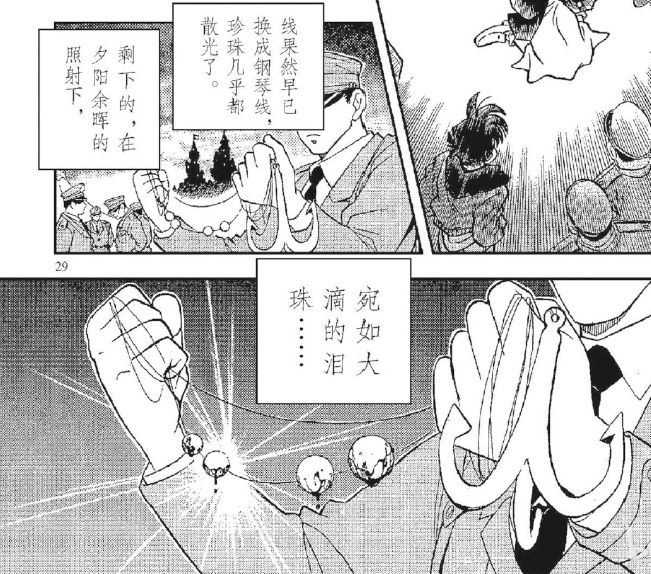 线果然早已
换成钢琴线，
珍珠几乎都
散光了。
剩下的，在
夕阳余晖的
照射下，
29
宛如大
滴的泪
珠……